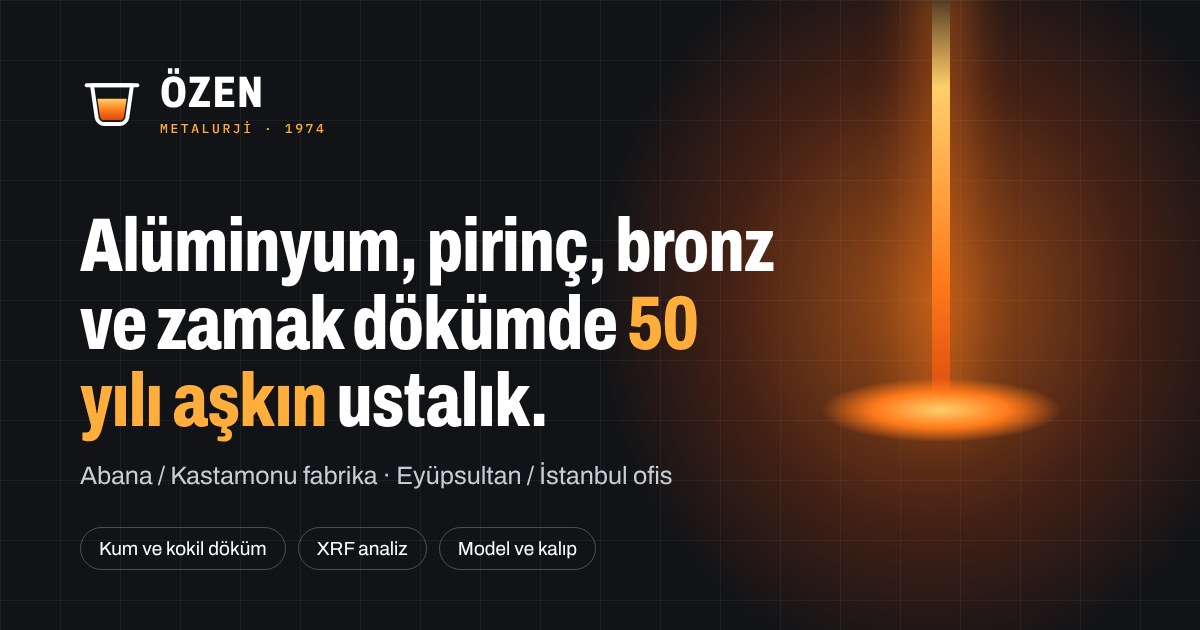 ÖZEN
METALURJİ · 1974
Alüminyum, pirinç, bronz
ve zamak dökümde 50
yılı aşkın ustalık.
Abana / Kastamonu fabrika · Eyüpsultan / İstanbul ofis
Kum ve kokil döküm
XRF analiz
Model ve kalıp